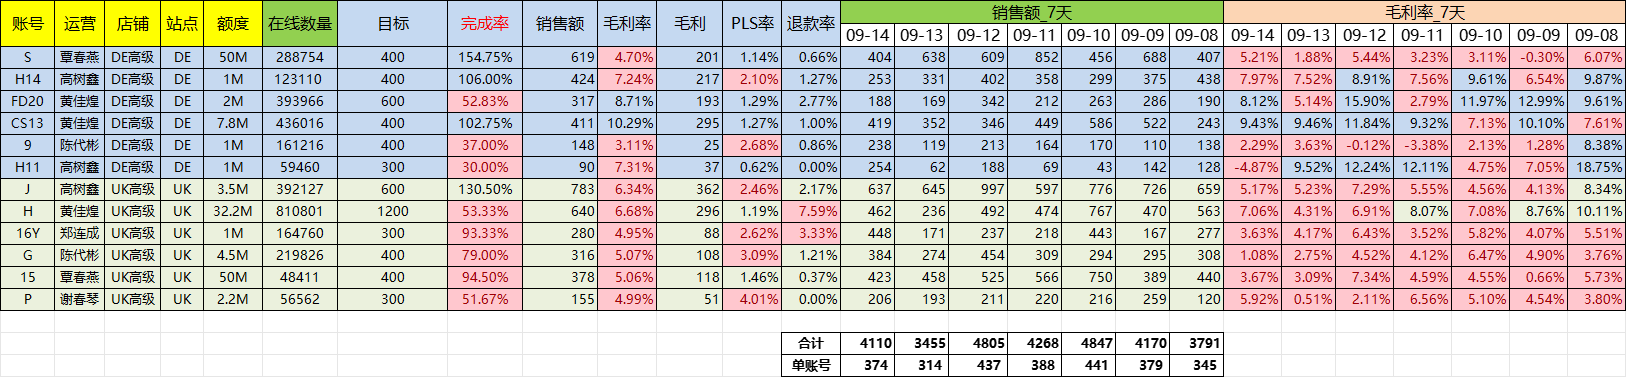 账号 运营 店铺 站点 额度 在线数量 目标 完成率 销售额 毛利率 毛利 PLS率 退款率 销售额_7天 毛利率_7天
09-14 09-13 09-12 09-11 09-10 09-09 09-08 09-14 09-13 09-12 09-11 09-10 09-09 09-08
S 覃春燕 DE高级 DE 50M 288754 400 154.75% 619 4.70% 201 1.14% 0.66% 404 638 609 852 456 688 407 5.21% 1.88% 5.44% 3.23% 3.11% -0.30% 6.07%
H14 高树鑫 DE高级 DE 1M 123110 400 106.00% 424 7.24% 217 2.10% 1.27% 253 331 402 358 299 375 438 7.97% 7.52% 8.91% 7.56% 9.61% 6.54% 9.87%
FD20 黄佳煌 DE高级 DE 2M 393966 600 52.83% 317 8.71% 193 1.29% 2.77% 188 169 342 212 263 286 190 8.12% 5.14% 15.90% 2.79% 11.97% 12.99% 9.61%
CS13 黄佳煌 DE高级 DE 7.8M 436016 400 102.75% 411 10.29% 295 1.27% 1.00% 419 352 346 449 586 522 243 9.43% 9.46% 11.84% 9.32% 7.13% 10.10% 7.61%
9 陈代彬 DE高级 DE 1M 161216 400 37.00% 148 3.11% 25 2.68% 0.86% 238 119 213 164 170 110 138 2.29% 3.63% -0.12% -3.38% 2.13% 1.28% 8.38%
H11 高树鑫 DE高级 DE 1M 59460 300 30.00% 90 7.31% 37 0.62% 0.00% 254 62 188 69 43 142 128 -4.87% 9.52% 12.24% 12.11% 4.75% 7.05% 18.75%
J 高树鑫 UK高级 UK 3.5M 392127 600 130.50% 783 6.34% 362 2.46% 2.17% 637 645 997 597 776 726 659 5.17% 5.23% 7.29% 5.55% 4.56% 4.13% 8.34%
H 黄佳煌 UK高级 UK 32.2M 810801 1200 53.33% 640 6.68% 296 1.19% 7.59% 462 236 492 474 767 470 563 7.06% 4.31% 6.91% 8.07% 7.08% 8.76% 10.11%
16Y 郑连成 UK高级 UK 1M 164760 300 93.33% 280 4.95% 88 2.62% 3.33% 448 171 237 218 443 167 277 3.63% 4.17% 6.43% 3.52% 5.82% 4.07% 5.51%
G 陈代彬 UK高级 UK 4.5M 219826 400 79.00% 316 5.07% 108 3.09% 1.21% 384 274 454 309 294 295 308 1.08% 2.75% 4.52% 4.12% 6.47% 4.90% 3.76%
15 覃春燕 UK高级 UK 50M 48411 400 94.50% 378 5.06% 118 1.46% 0.37% 423 458 525 566 750 389 440 3.67% 3.09% 7.34% 4.59% 4.55% 0.66% 5.73%
P 谢春琴 UK高级 UK 2.2M 56562 300 51.67% 155 4.99% 51 4.01% 0.00% 206 193 211 220 216 259 120 5.92% 0.51% 2.11% 6.56% 5.10% 4.54% 3.80%
合计 4110 3455 4805 4268 4847 4170 3791
单账号 374 314 437 388 441 379 345